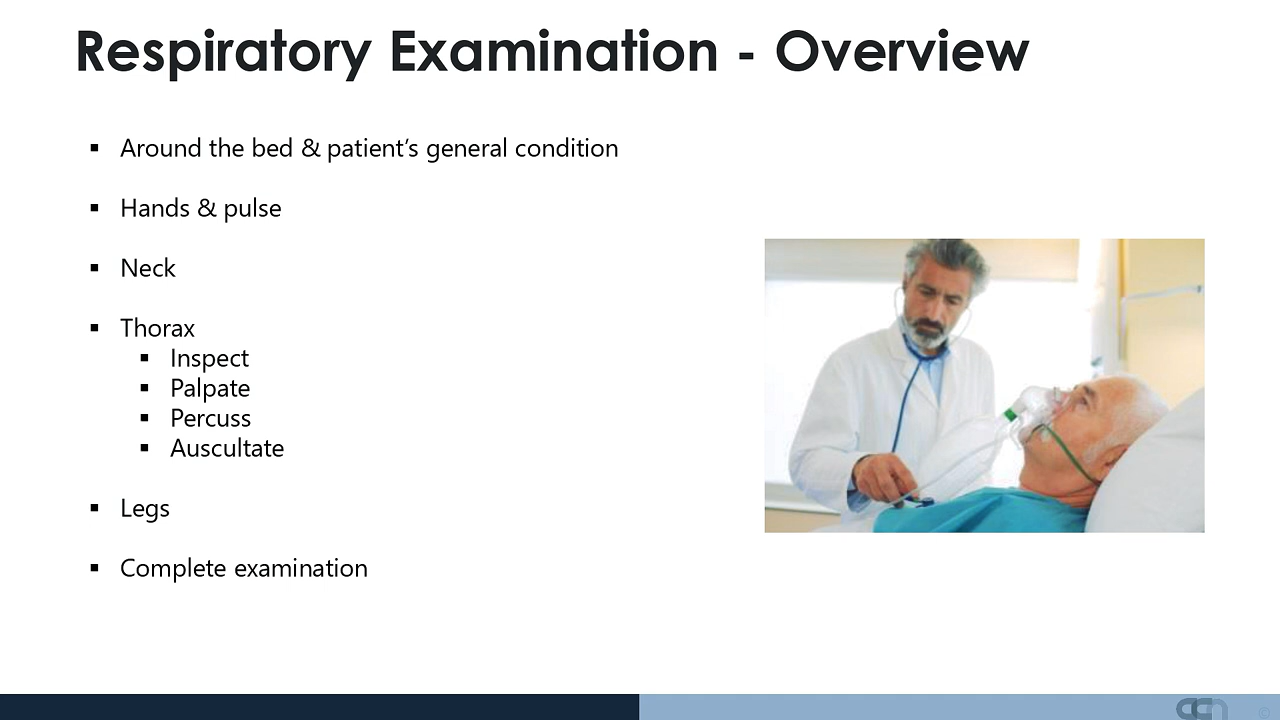 Respiratory Examination - Overview
▪ Around the bed & patient’s general condition
▪ Hands & pulse
▪ Neck
▪ Thorax
▪ Inspect
▪ Palpate
▪ Percuss
▪ Auscultate
▪ Legs
▪ Complete examination